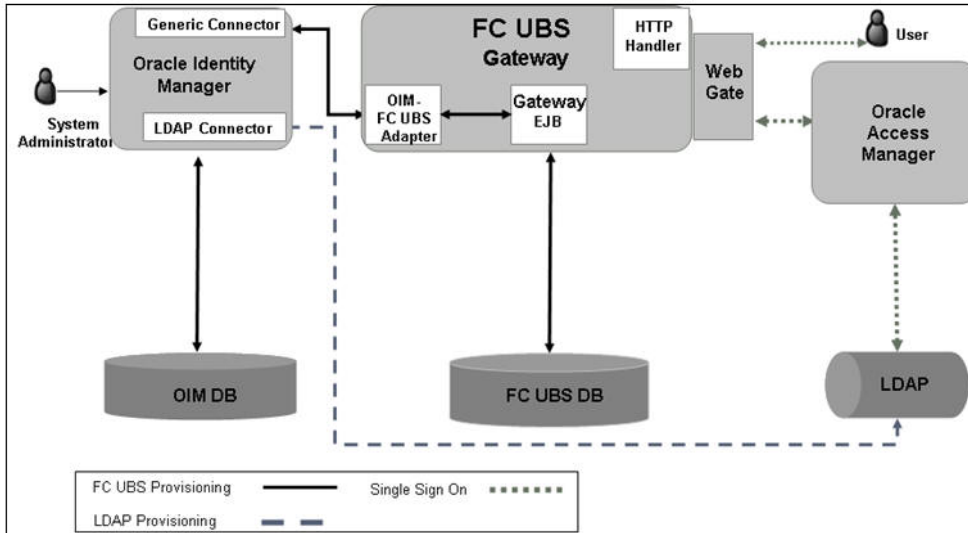 Generic Connector
Oracle Identity
Manager
LDAP Connector
System
Administrator
FC UBS
Gateway
HTTP
Handler
OIM-
FC UBS
Adapter
Gateway
EJB
Web
Gate
User
Oracle
Access
Manager
OIM DB
FC UBS DB
LDAP
FC UBS Provisioning
Single Sign On
LDAP Provisioning